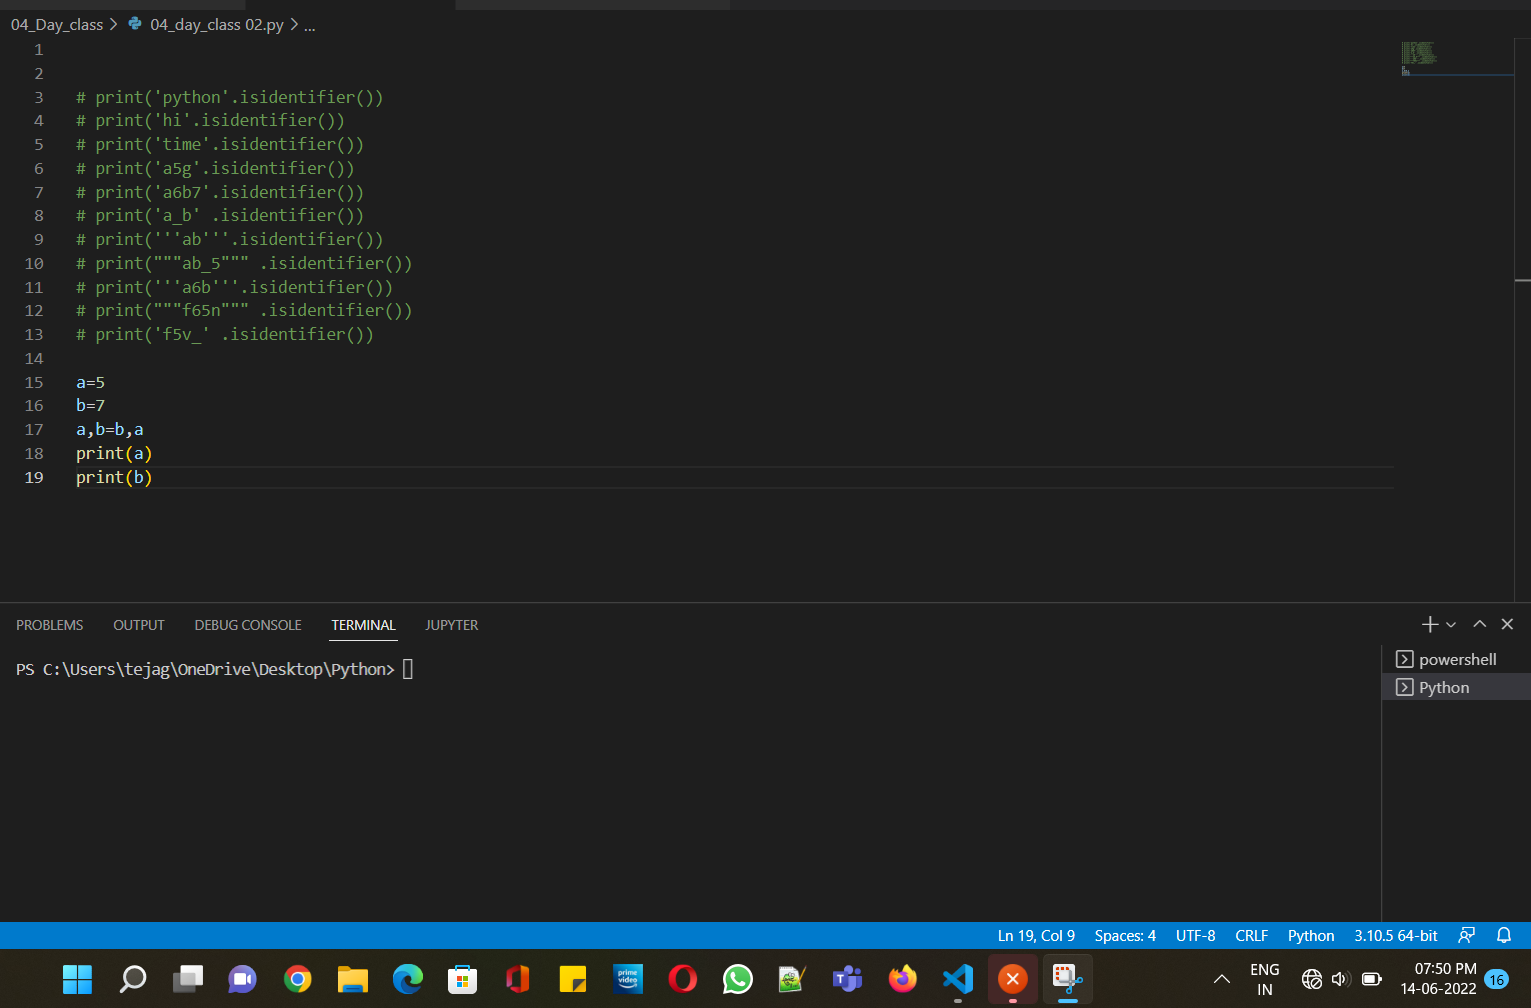 04_Day_class > 04_day_class 02.py > ...
1
2
3 # print('python'.isidentifier())
4 # print('hi'.isidentifier())
5 # print('time'.isidentifier())
6 # print('a5g'.isidentifier())
7 # print('a6b7'.isidentifier())
8 # print('a_b' .isidentifier())
9 # print('''ab'''.isidentifier())
10 # print("""ab_5""" .isidentifier())
11 # print('''a6b'''.isidentifier())
12 # print("""f65n""" .isidentifier())
13 # print('f5v_' .isidentifier())
14
15 a=5
16 b=7
17 a,b=b,a
18 print(a)
19 print(b)
PROBLEMS OUTPUT DEBUG CONSOLE TERMINAL JUPYTER
PS C:\Users\tejag\OneDrive\Desktop\Python>
powershell
Python
Ln 19, Col 9 Spaces: 4 UTF-8 CRLF Python 3.10.5 64-bit
prime video
ENG
IN
07:50 PM
14-06-2022
16